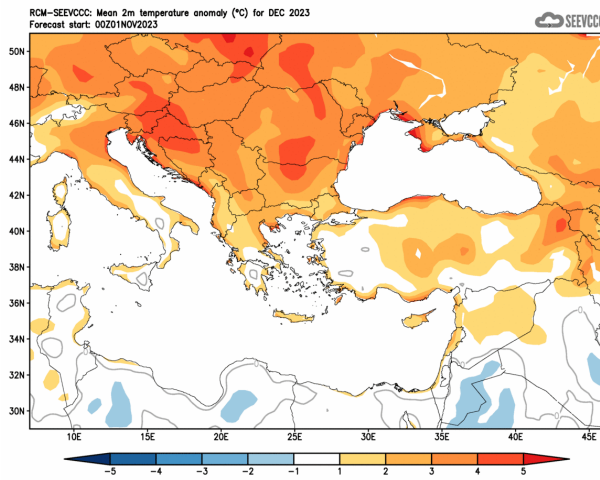 RCM-SEEVCCC: Mean 2m temperature anomaly (°C) for DEC 2023
Forecast start: 00Z01NOV2023
SEEVCCC
50N
48N
46N
44N
42N
40N
38N
36N
34N
32N
30N
10E 15E 20E 25E 30E 35E 40E 45E
-5 -4 -3 -2 -1 1 2 3 4 5